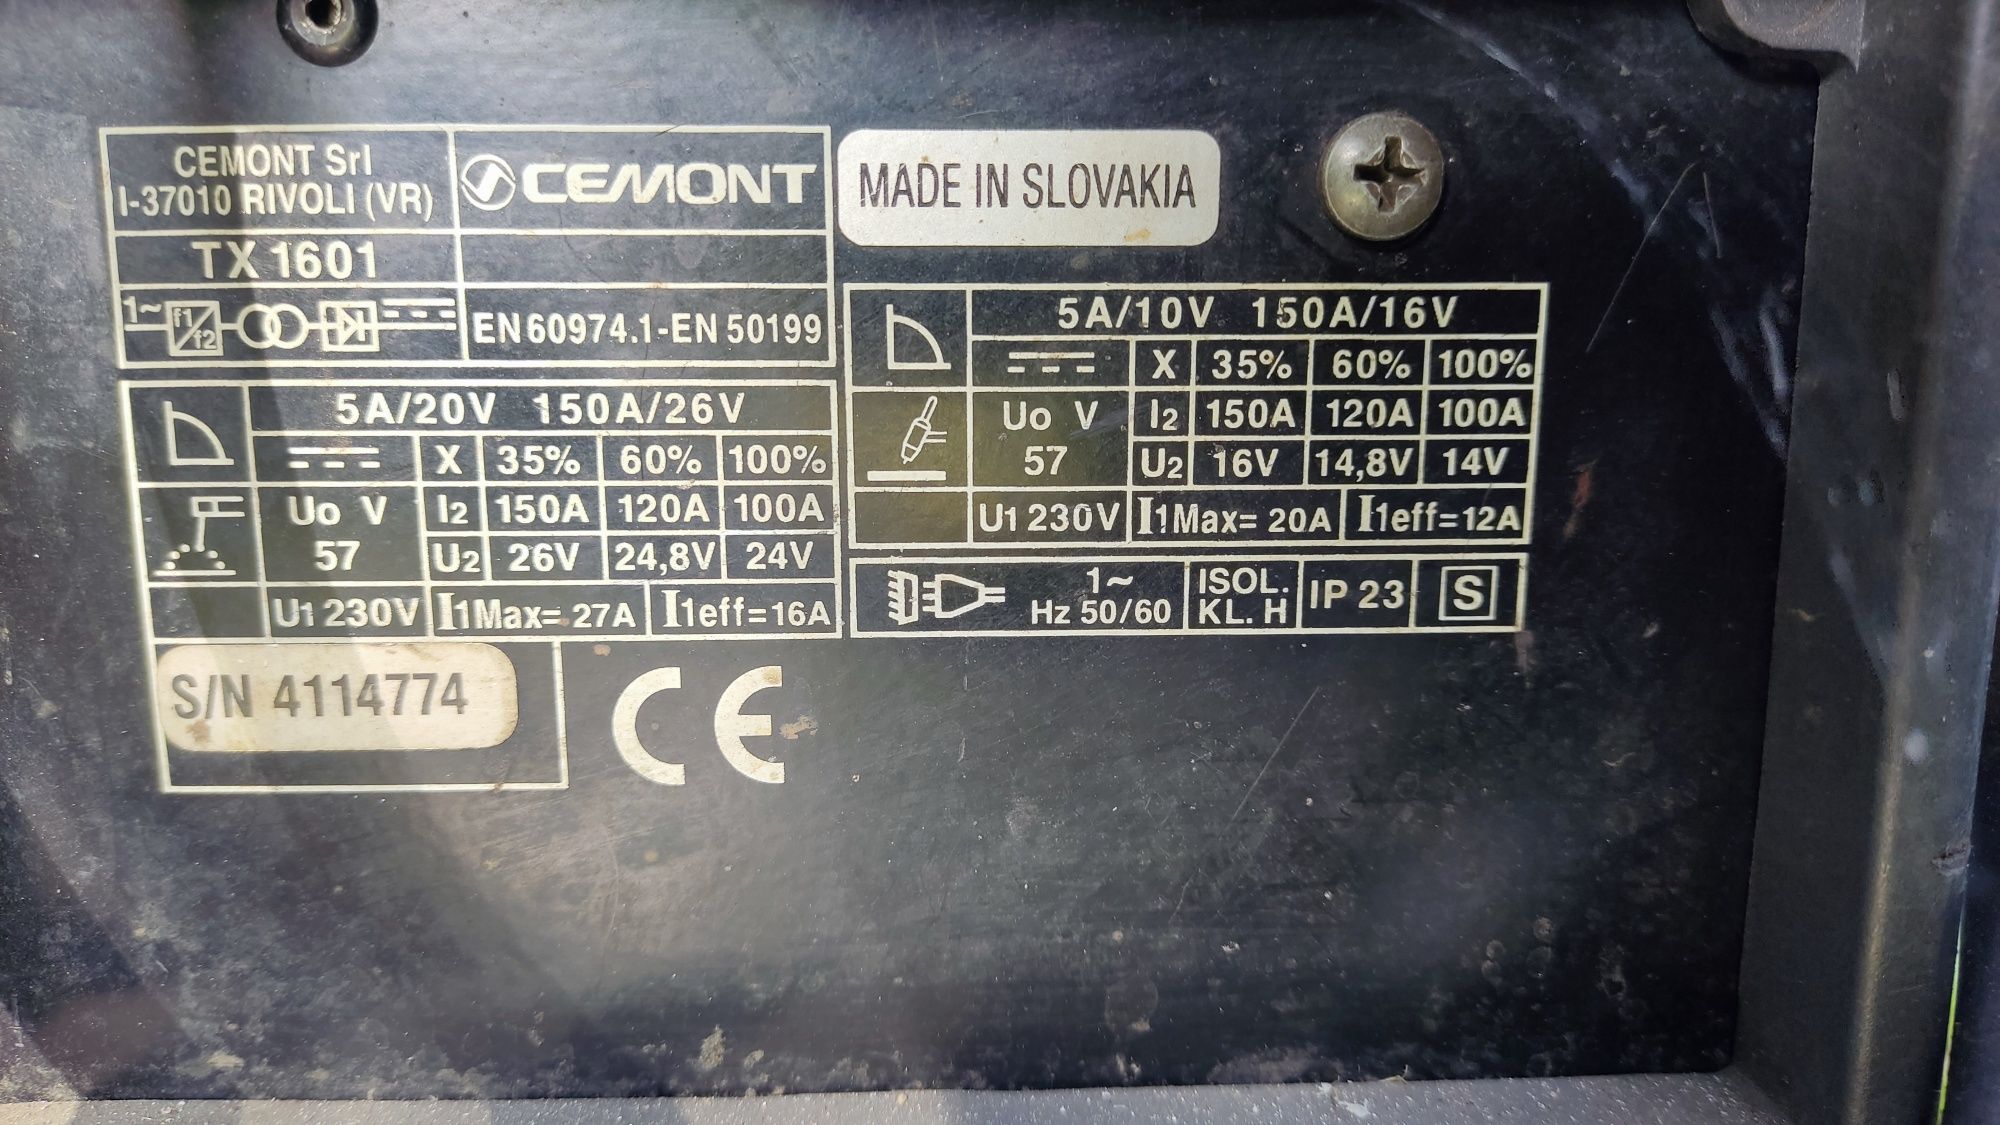 CEMONT Srl
I-37010 RIVOLI (VR)
CEMONT
MADE IN SLOVAKIA
TX 1601
1~ f1 f2
EN 60974.1-EN 50199
5A/20V 150A/26V
X 35% 60% 100%
Uo V I2 150A 120A 100A
57 U2 26V 24,8V 24V
U1 230V I1Max= 27A I1eff=16A
S/N 4114774
CE
5A/10V 150A/16V
X 35% 60% 100%
Uo V I2 150A 120A 100A
57 U2 16V 14,8V 14V
U1 230V I1Max= 20A I1eff=12A
1~ ISOL. IP 23 S
Hz 50/60 KL. H